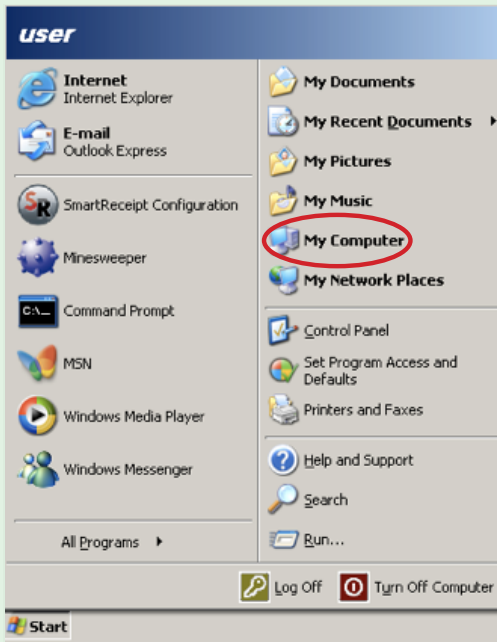 user
Internet
Internet Explorer
E-mail
Outlook Express
SmartReceipt Configuration
Minesweeper
Command Prompt
MSN
Windows Media Player
Windows Messenger
All Programs
My Documents
My Recent Documents
My Pictures
My Music
My Computer
My Network Places
Control Panel
Set Program Access and
Defaults
Printers and Faxes
Help and Support
Search
Run...
Log Off
Turn Off Computer
Start
SR
C:\_